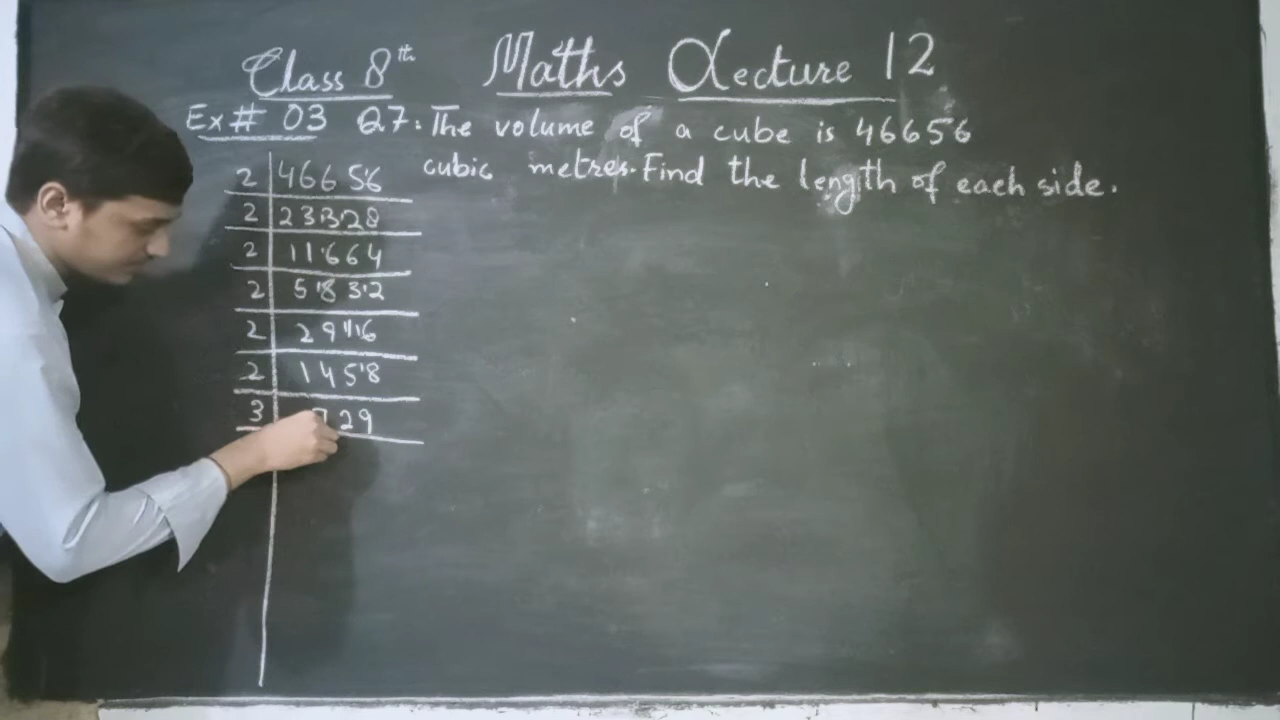 Class 8th Maths Lecture 12
Ex# 03 Q7: The volume of a cube is 46656
cubic metres. Find the length of each side.
2 46656
2 23328
2 11664
2 5832
2 2916
2 1458
3 729